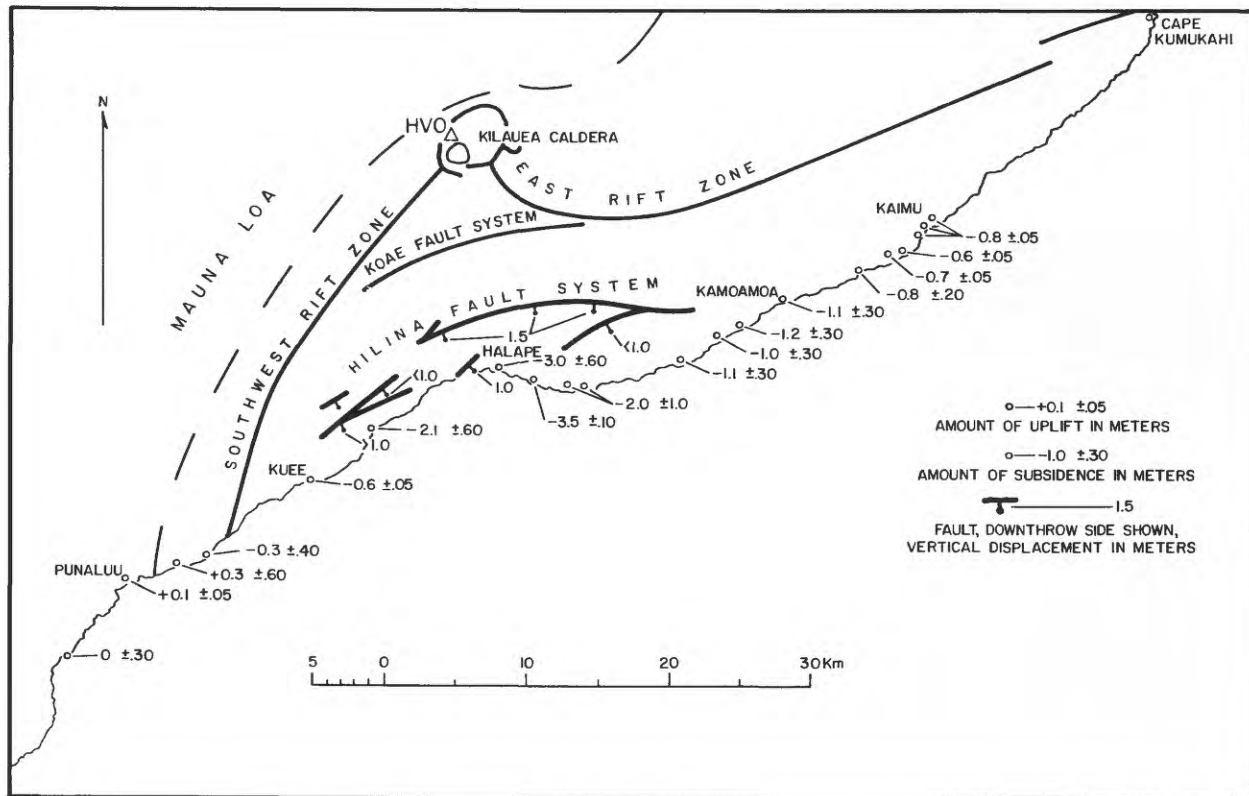 CAPE
KUMUKAHI
N
HVO
KILAUEA CALDERA
EAST RIFT ZONE
MAUNA LOA
SOUTHWEST RIFT ZONE
KOAE FAULT SYSTEM
KAIMU
-0.8 ±.05
-0.6 ±.05
-0.7 ±.05
-0.8 ±.20
HILINA FAULT SYSTEM
KAMOAMOA
-1.1 ±.30
-1.2 ±.30
-1.0 ±.30
-1.1 ±.30
1.5
<1.0
HALAPE
-3.0 ±.60
1.0
<1.0
-2.0 ±1.0
-3.5 ±.10
-2.1 ±.60
>1.0
KUEE
-0.6 ±.05
-0.3 ±.40
+0.3 ±.60
PUNALUU
+0.1 ±.05
0 ±.30
+0.1 ±.05
AMOUNT OF UPLIFT IN METERS
-1.0 ±.30
AMOUNT OF SUBSIDENCE IN METERS
1.5
FAULT, DOWNTHROW SIDE SHOWN,
VERTICAL DISPLACEMENT IN METERS
5 0 10 20 30 Km